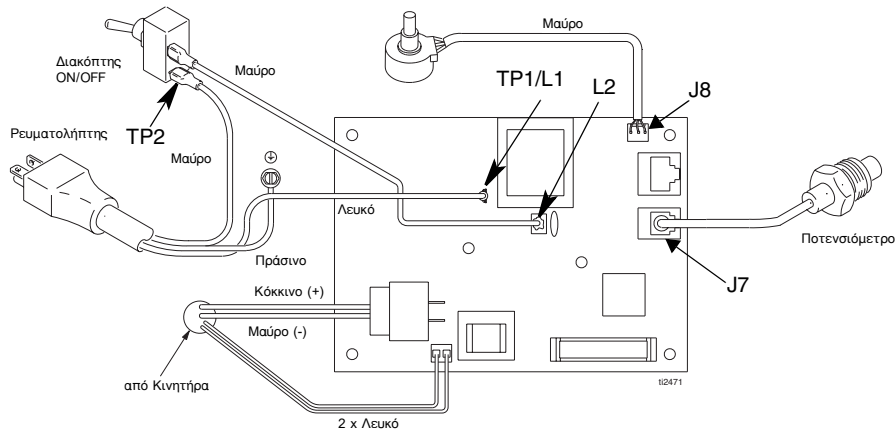 Μαύρο
Διακόπτης
ON/OFF
Μαύρο
TP1/L1
L2
J8
TP2
Ρευματολήπτης
Μαύρο
Λευκό
Ποτενσιόμετρο
Πράσινο
J7
Κόκκινο (+)
Μαύρο (-)
από Κινητήρα
ti2471
2 x Λευκό